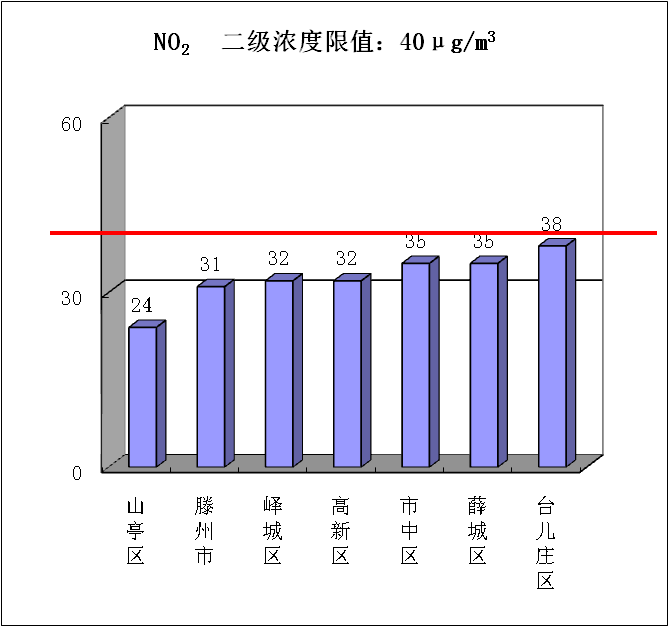 NO₂ 二级浓度限值：40μg/m³
60
30
0
24
31
32
32
35
35
38
山亭区
滕州市
峄城区
高新区
市中区
薛城区
台儿庄区